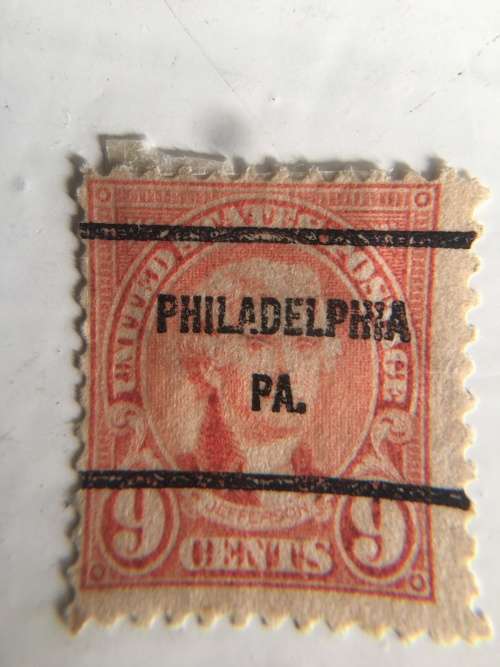 UNITED STATES POSTAGE
PHILADELPHIA
PA.
JEFFERSON
9 CENTS 9